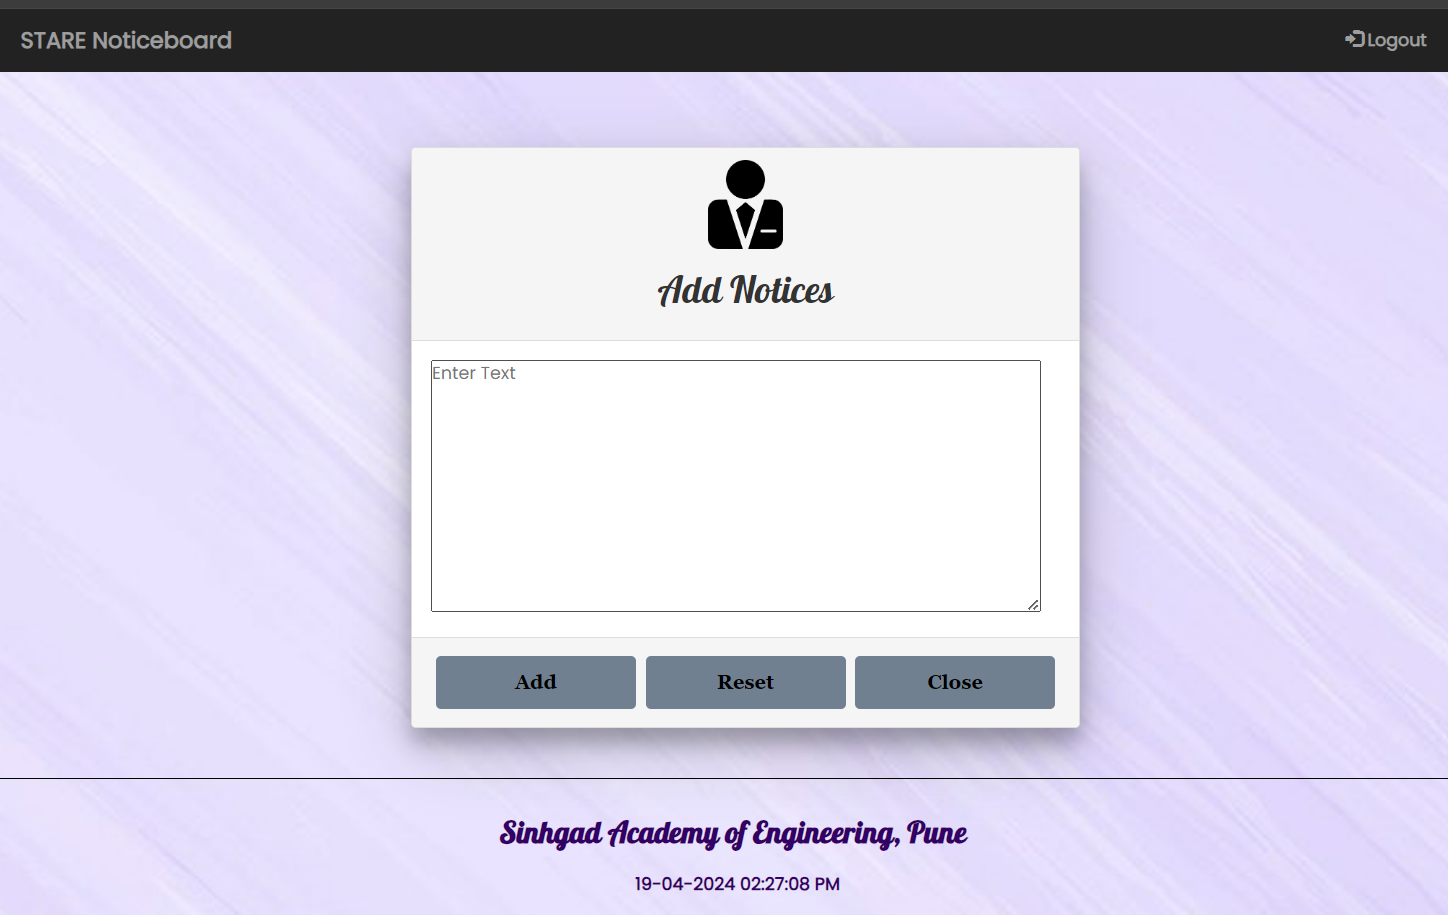 STARE Noticeboard
Logout
Add Notices
Enter Text
Add
Reset
Close
Sinhgad Academy of Engineering, Pune
19-04-2024 02:27:08 PM